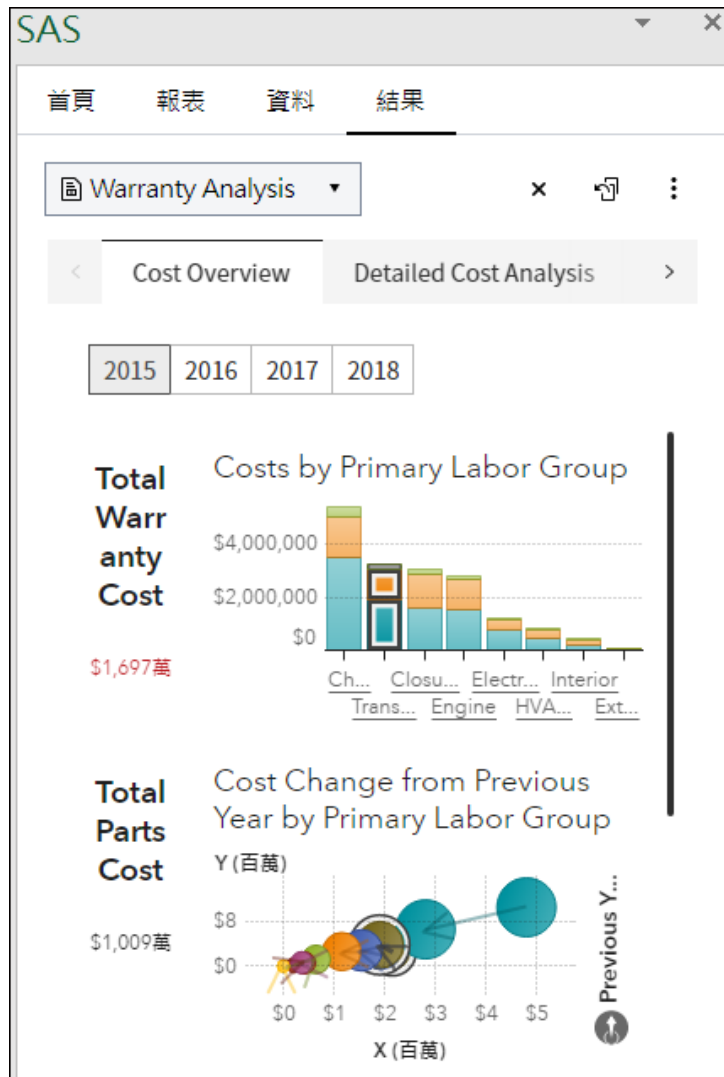 SAS
首頁 報表 資料 結果
Warranty Analysis
Cost Overview Detailed Cost Analysis
2015 2016 2017 2018
Total
Warr
anty
Cost
$1,697萬
Costs by Primary Labor Group
$4,000,000
$2,000,000
$0
Ch... Closu... Electr... Interior
Trans... Engine HVA... Ext...
Total
Parts
Cost
$1,009萬
Cost Change from Previous
Year by Primary Labor Group
Y (百萬)
$8
$0
$0 $1 $2 $3 $4 $5
X (百萬)
Previous Y...